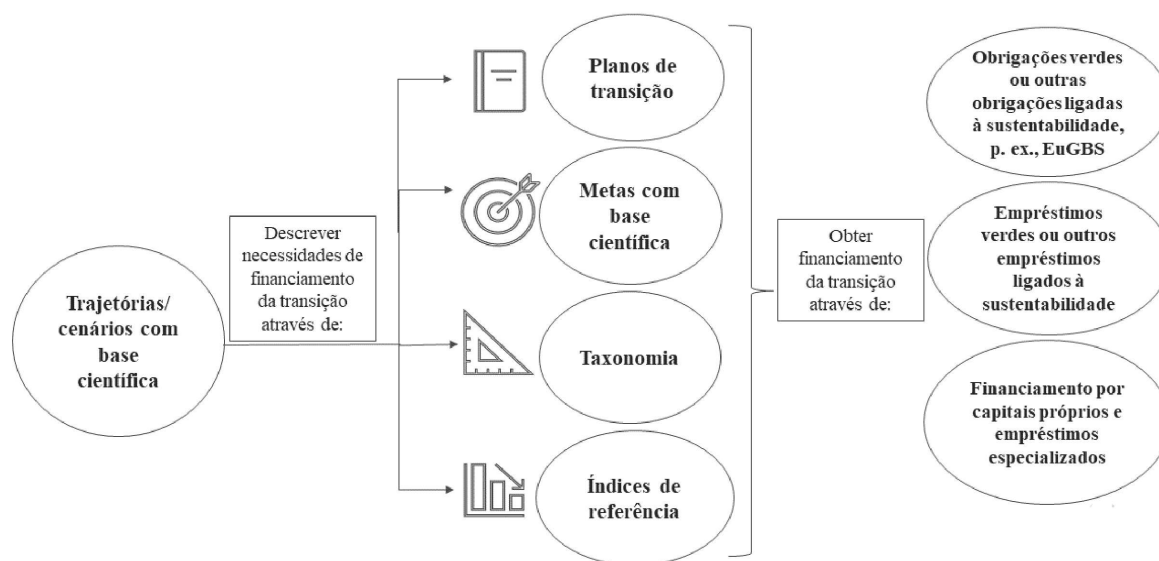 Trajetórias/
cenários com
base
científica
Descrever
necessidades de
financiamento
da transição
através de:
Planos de
transição
Metas com
base
científica
Taxonomia
Índices de
referência
Obter
financiamento
da transição
através de:
Obrigações verdes
ou outras
obrigações ligadas
à sustentabilidade,
p. ex., EuGBS
Empréstimos
verdes ou outros
empréstimos
ligados à
sustentabilidade
Financiamento por
capitais próprios e
empréstimos
especializados